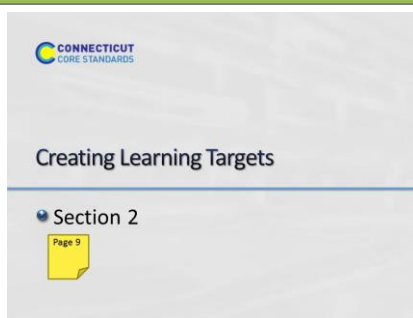 CONNECTICUT
CORE STANDARDS
Creating Learning Targets
Section 2
Page 9